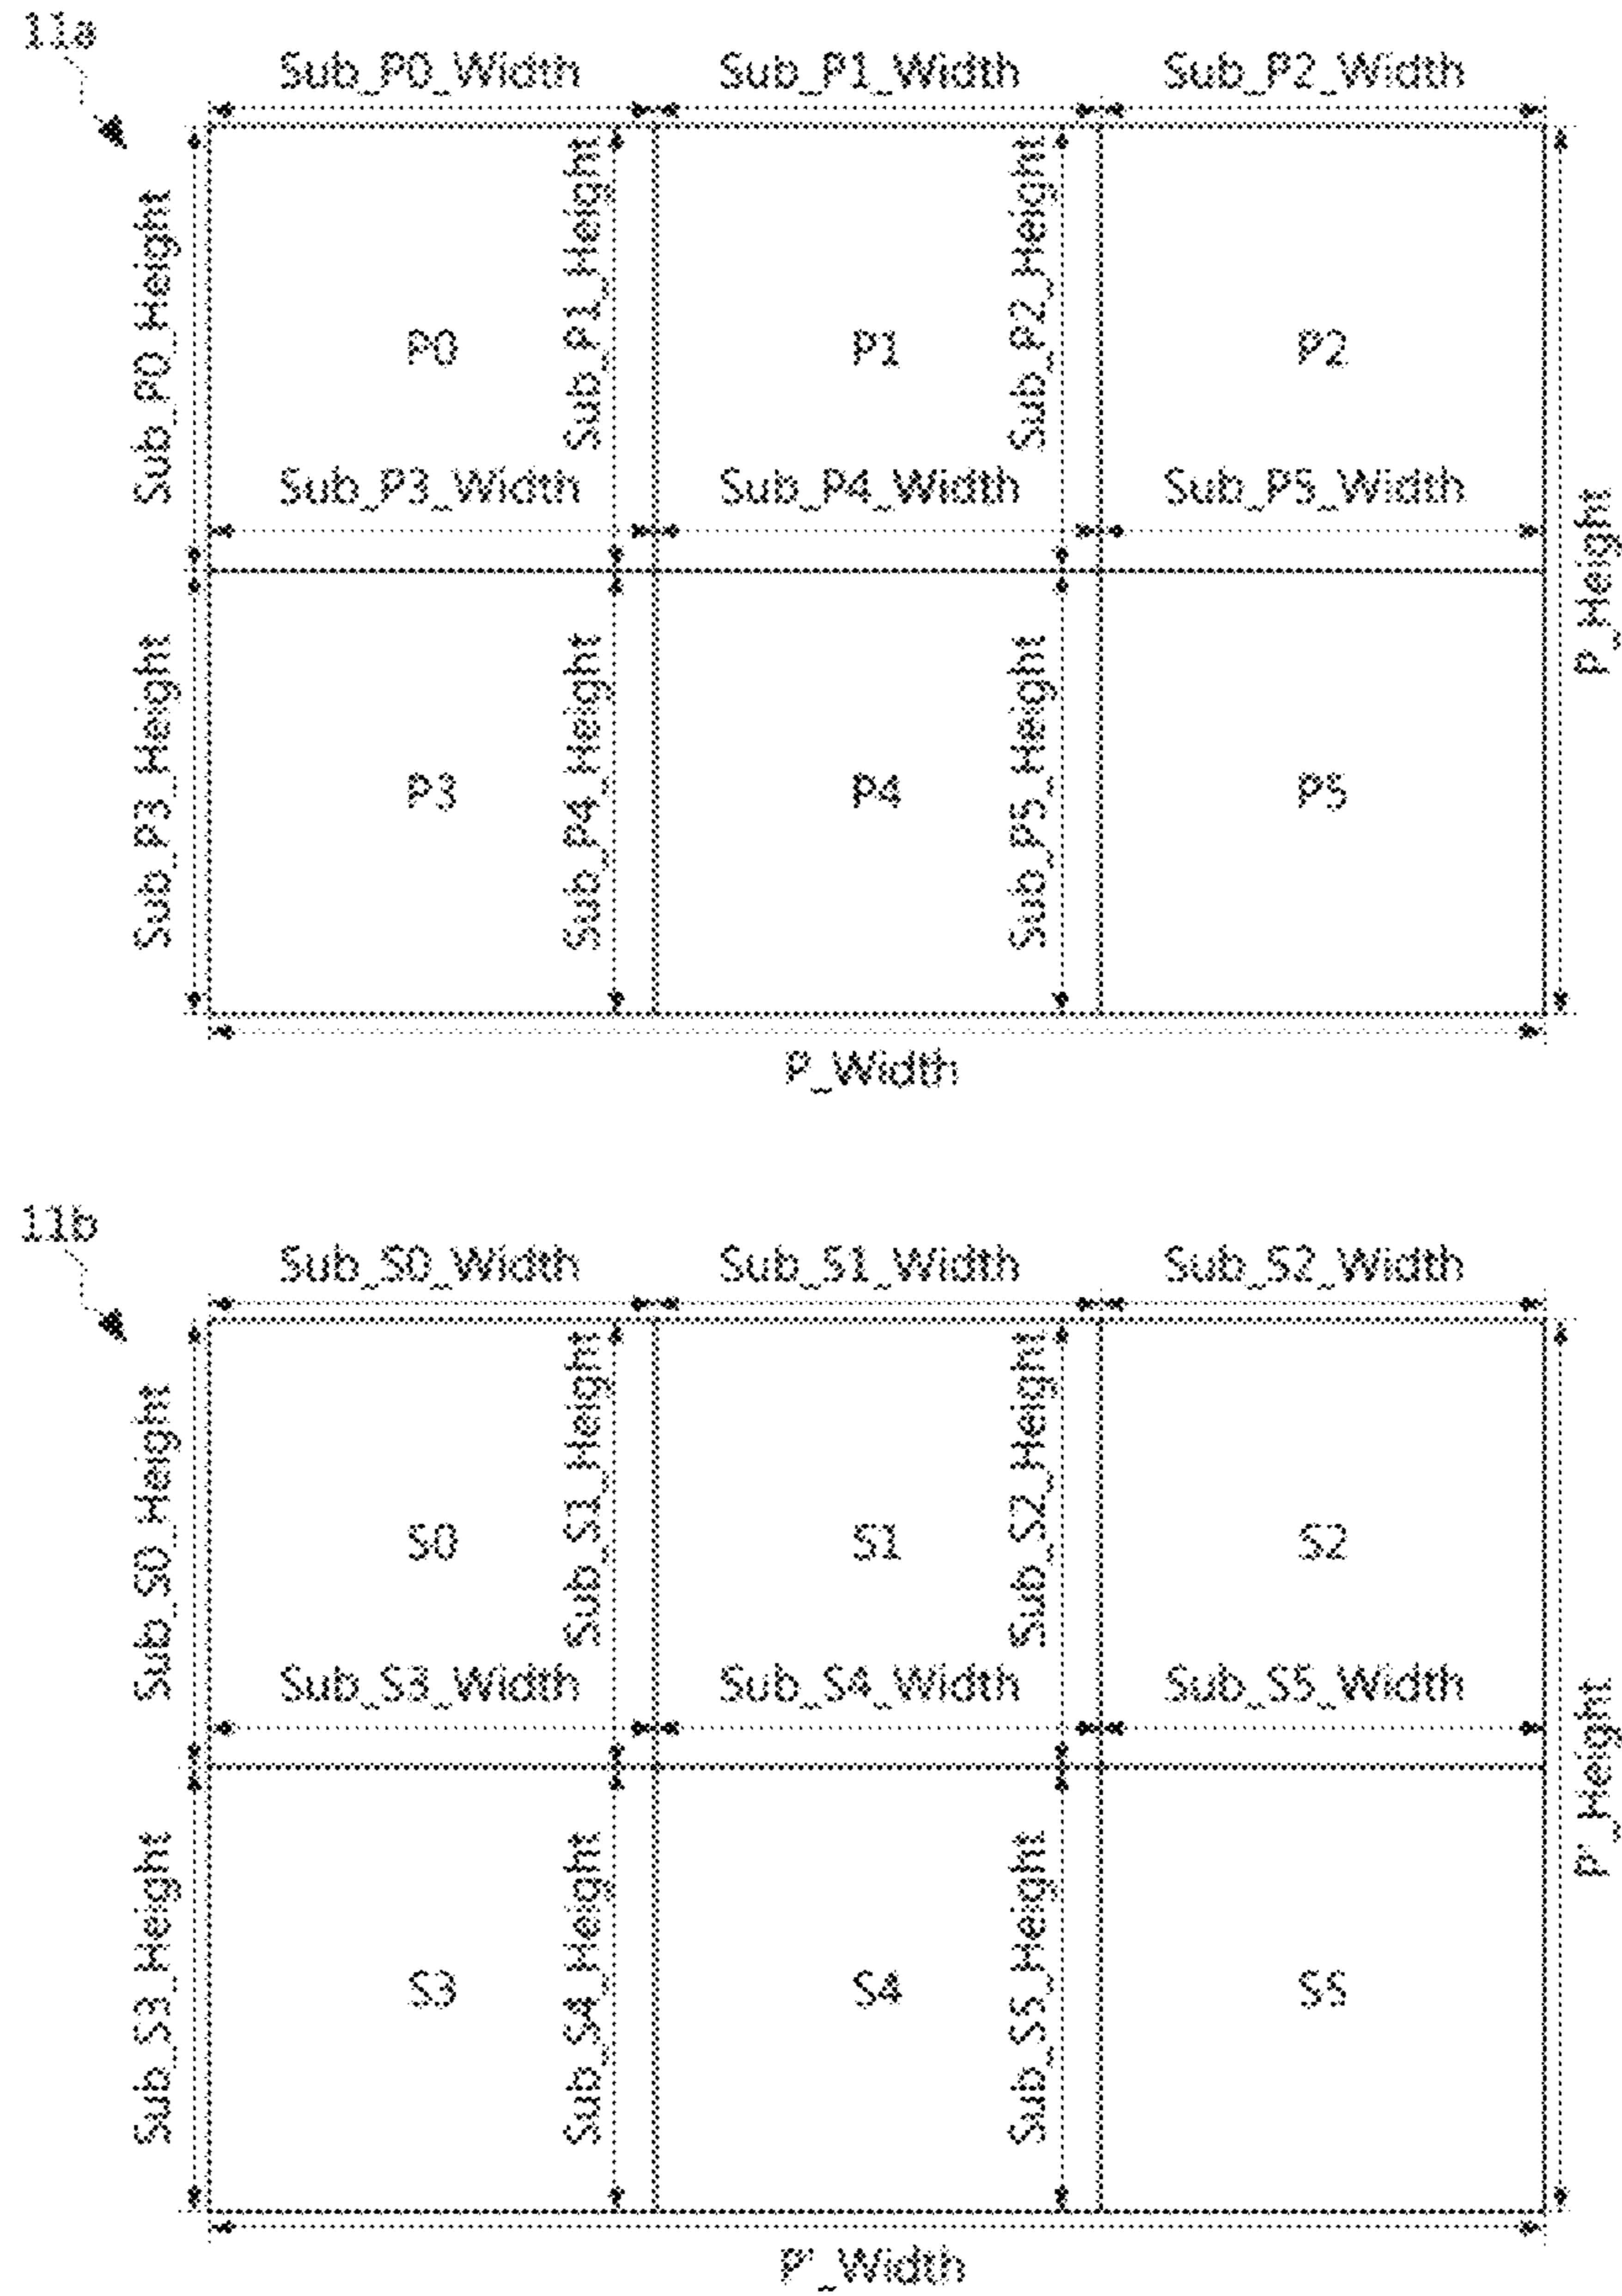 11a
Sub_P0_Width
Sub_P1_Width
Sub_P2_Width
Sub_P0_Height
Sub_P1_Height
Sub_P2_Height
P0
P1
P2
Sub_P3_Width
Sub_P4_Width
Sub_P5_Width
P_Height
Sub_P3_Height
Sub_P4_Height
Sub_P5_Height
P3
P4
P5
P_Width
11b
Sub_S0_Width
Sub_S1_Width
Sub_S2_Width
Sub_S0_Height
Sub_S1_Height
Sub_S2_Height
S0
S1
S2
Sub_S3_Width
Sub_S4_Width
Sub_S5_Width
P'_Height
Sub_S3_Height
Sub_S4_Height
Sub_S5_Height
S3
S4
S5
P'_Width